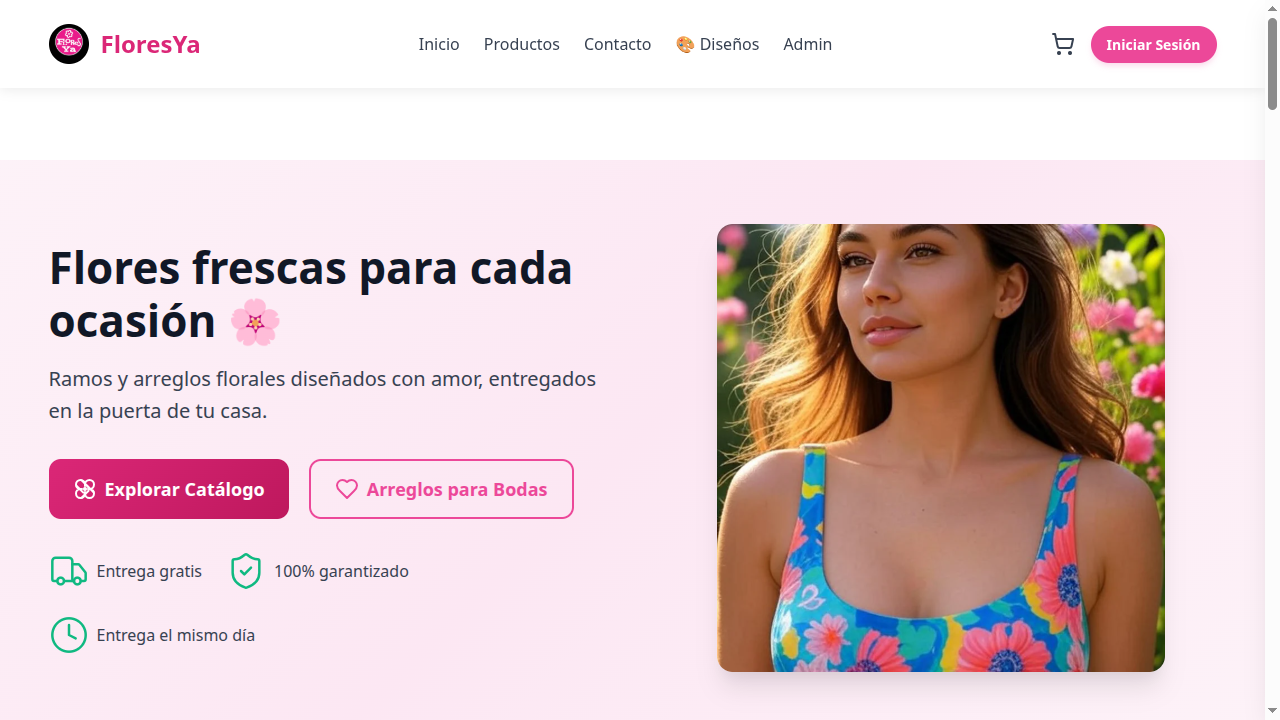 Flores Ya
FloresYa
Inicio
Productos
Contacto
🎨 Diseños
Admin
Iniciar Sesión
Flores frescas para cada
ocasión 🌸
Ramos y arreglos florales diseñados con amor, entregados
en la puerta de tu casa.
Explorar Catálogo
Arreglos para Bodas
Entrega gratis
100% garantizado
Entrega el mismo día